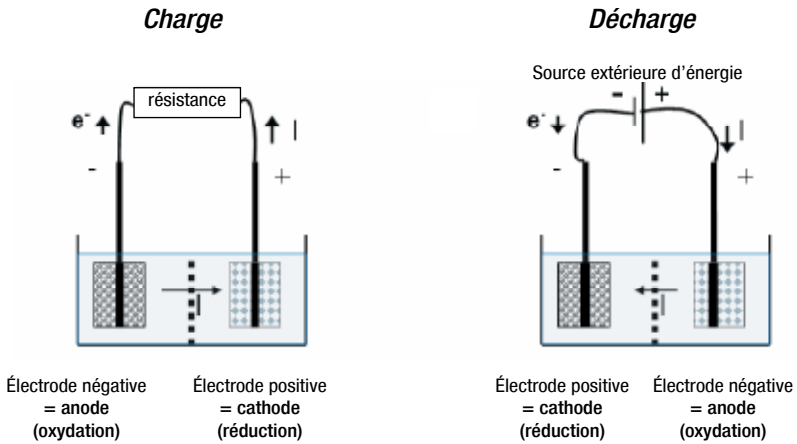 Charge
Décharge
Source extérieure d’énergie
résistance
- +
e- I
e- I
- +
- +
I
I
Électrode négative
= anode
(oxydation)
Électrode positive
= cathode
(réduction)
Électrode positive
= cathode
(réduction)
Électrode négative
= anode
(oxydation)